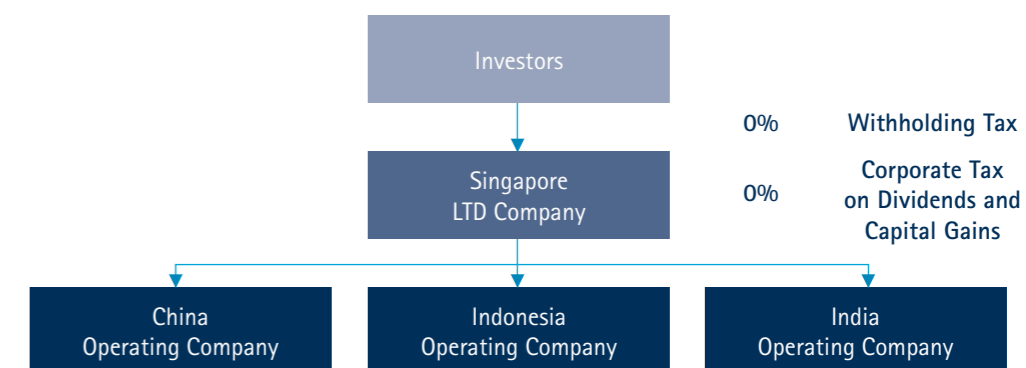 Investors
0% Withholding Tax
Singapore
LTD Company
0%
Corporate Tax
on Dividends and
Capital Gains
China
Operating Company
Indonesia
Operating Company
India
Operating Company